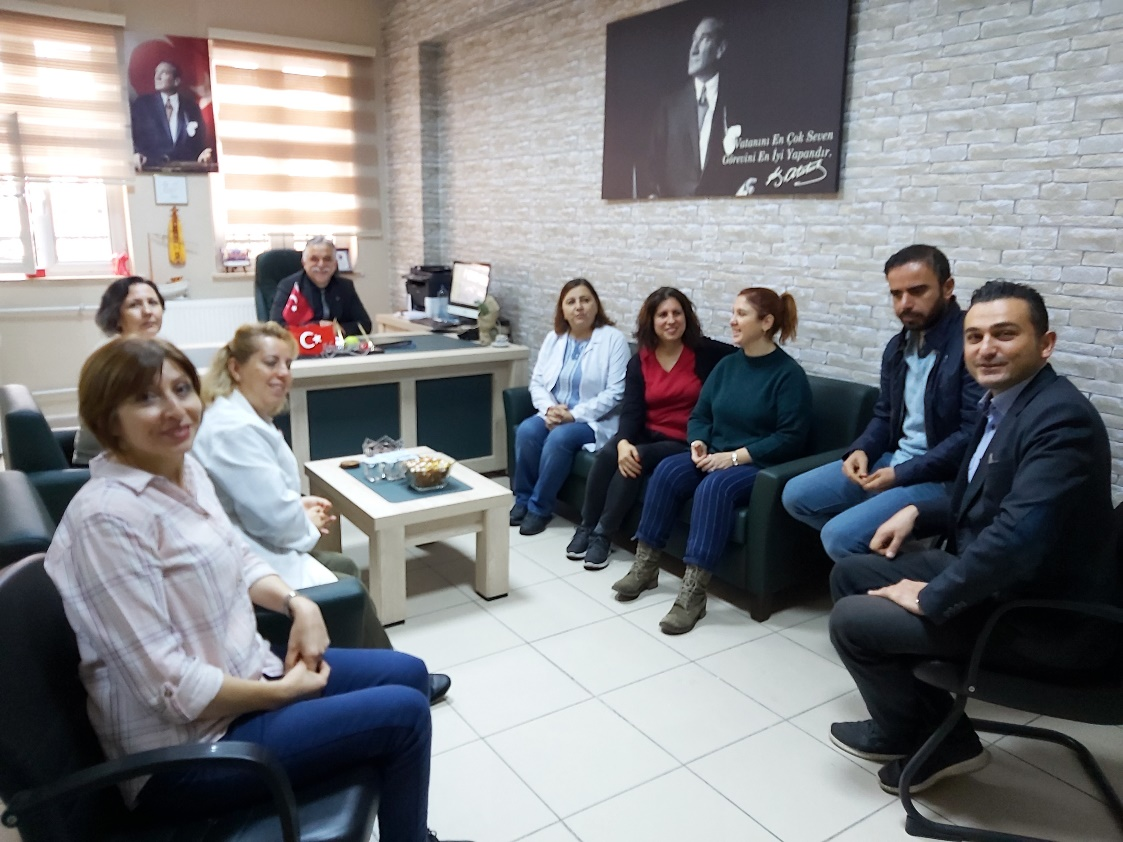 Vatanını En Çok Seven
Görevini En İyi Yapandır.